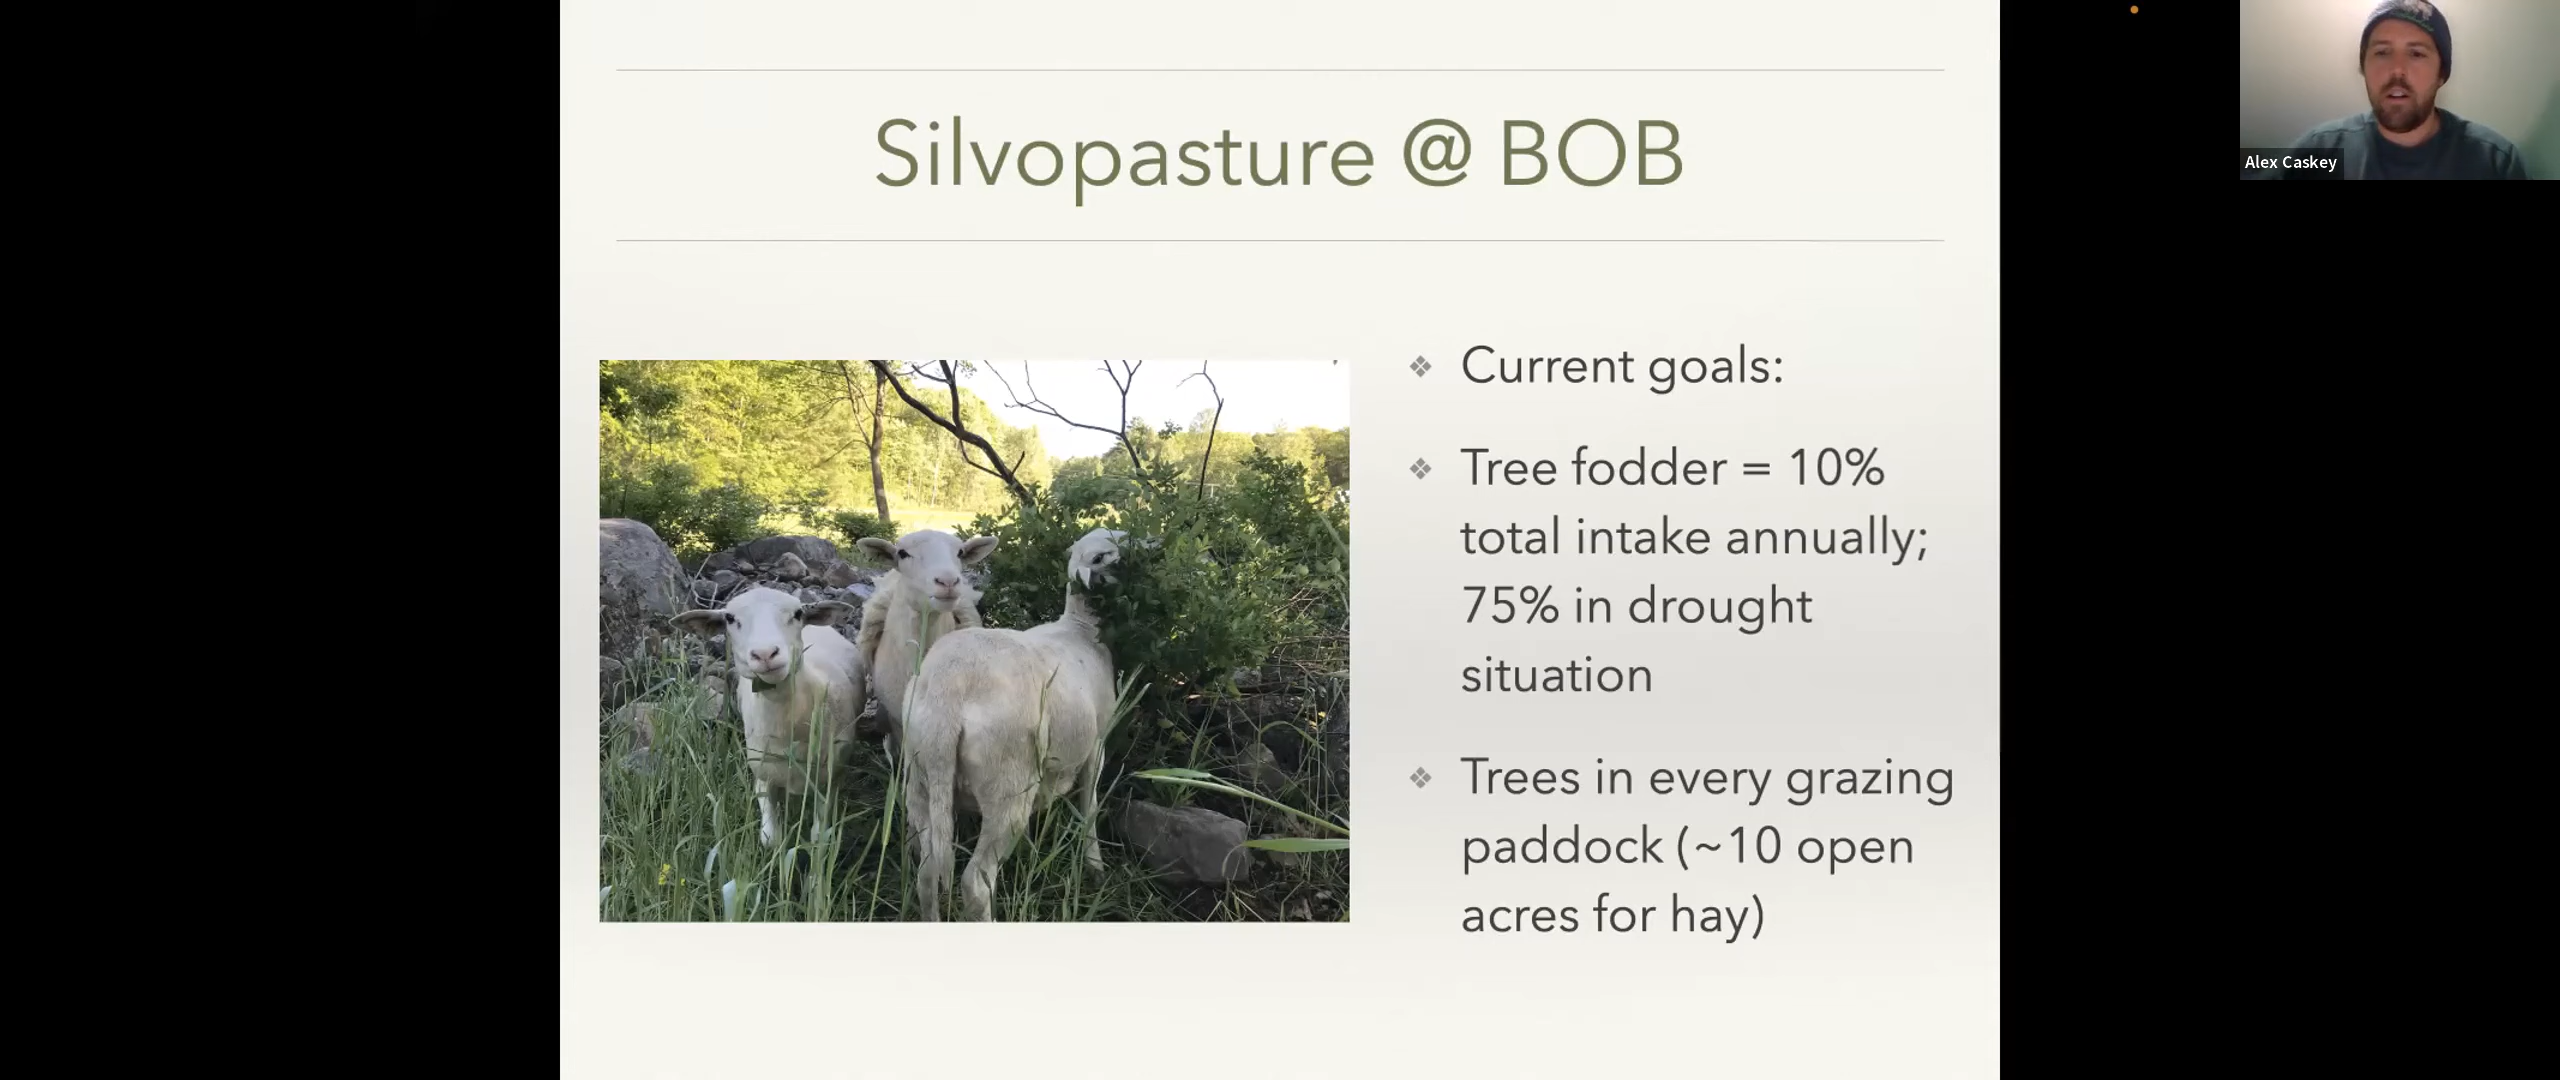 Silvopasture @ BOB
Current goals:
Tree fodder = 10%
total intake annually;
75% in drought
situation
Trees in every grazing
paddock (~10 open
acres for hay)
Alex Caskey